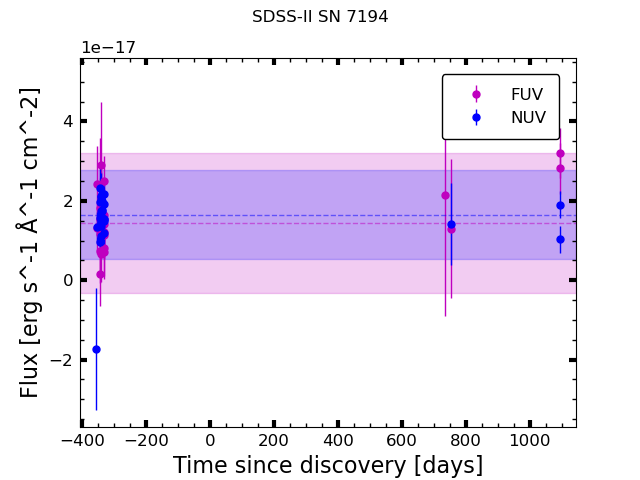 SDSS-II SN 7194
1e−17
FUV
NUV
4
2
0
−2
Flux [erg s^-1 Å^-1 cm^-2]
−400 −200 0 200 400 600 800 1000
Time since discovery [days]